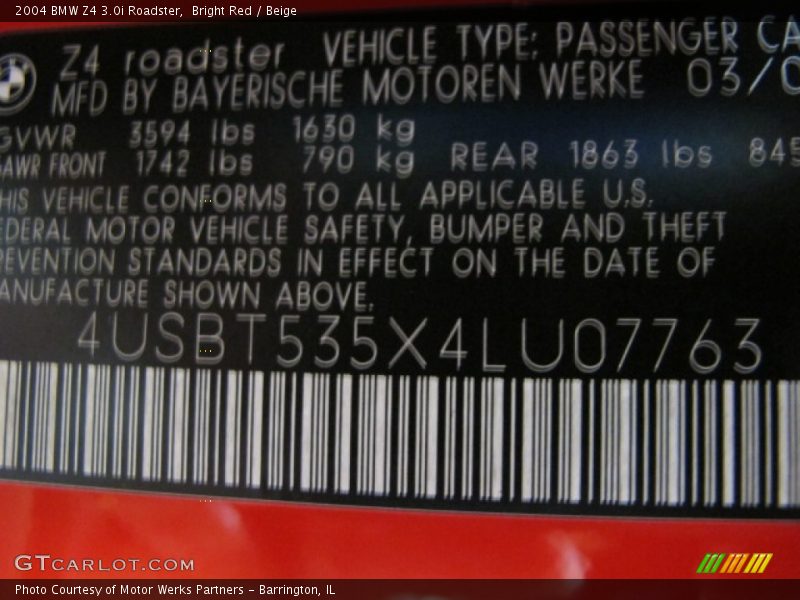 2004 BMW Z4 3.0i Roadster,  Bright Red / Beige
Z4 roadster VEHICLE TYPE: PASSENGER CA
MFD BY BAYERISCHE MOTOREN WERKE 03/0
GVWR 3594 lbs 1630 kg
GAWR FRONT 1742 lbs 790 kg REAR 1863 lbs 845
HIS VEHICLE CONFORMS TO ALL APPLICABLE U.S.
EDERAL MOTOR VEHICLE SAFETY, BUMPER AND THEFT
REVENTION STANDARDS IN EFFECT ON THE DATE OF
ANUFACTURE SHOWN ABOVE.
4USBT535X4LU07763
GTCARLOT.COM
Photo Courtesy of Motor Werks Partners - Barrington, IL